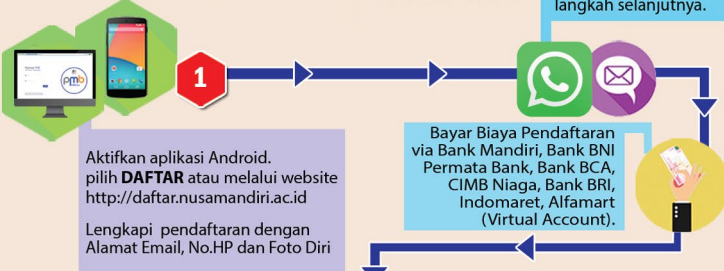 langkah selanjutnya.
pmb
1
Aktifkan aplikasi Android.
pilih DAFTAR atau melalui website
http://daftar.nusamandiri.ac.id
Lengkapi pendaftaran dengan
Alamat Email, No.HP dan Foto Diri
Bayar Biaya Pendaftaran
via Bank Mandiri, Bank BNI
Permata Bank, Bank BCA,
CIMB Niaga, Bank BRI,
Indomaret, Alfamart
(Virtual Account).